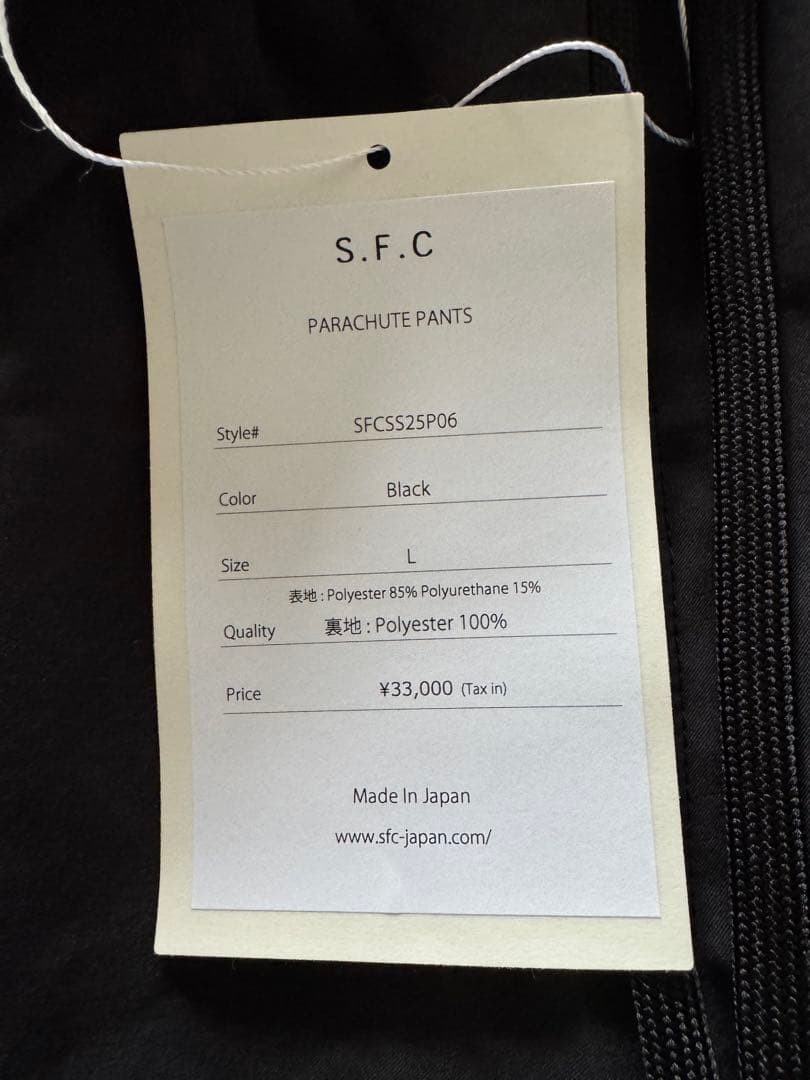 S.F.C
PARACHUTE PANTS
Style# SFCSS25P06
Color Black
Size L
表地 : Polyester 85% Polyurethane 15%
Quality 裏地 : Polyester 100%
Price ¥33,000 (Tax in)
Made In Japan
www.sfc-japan.com/